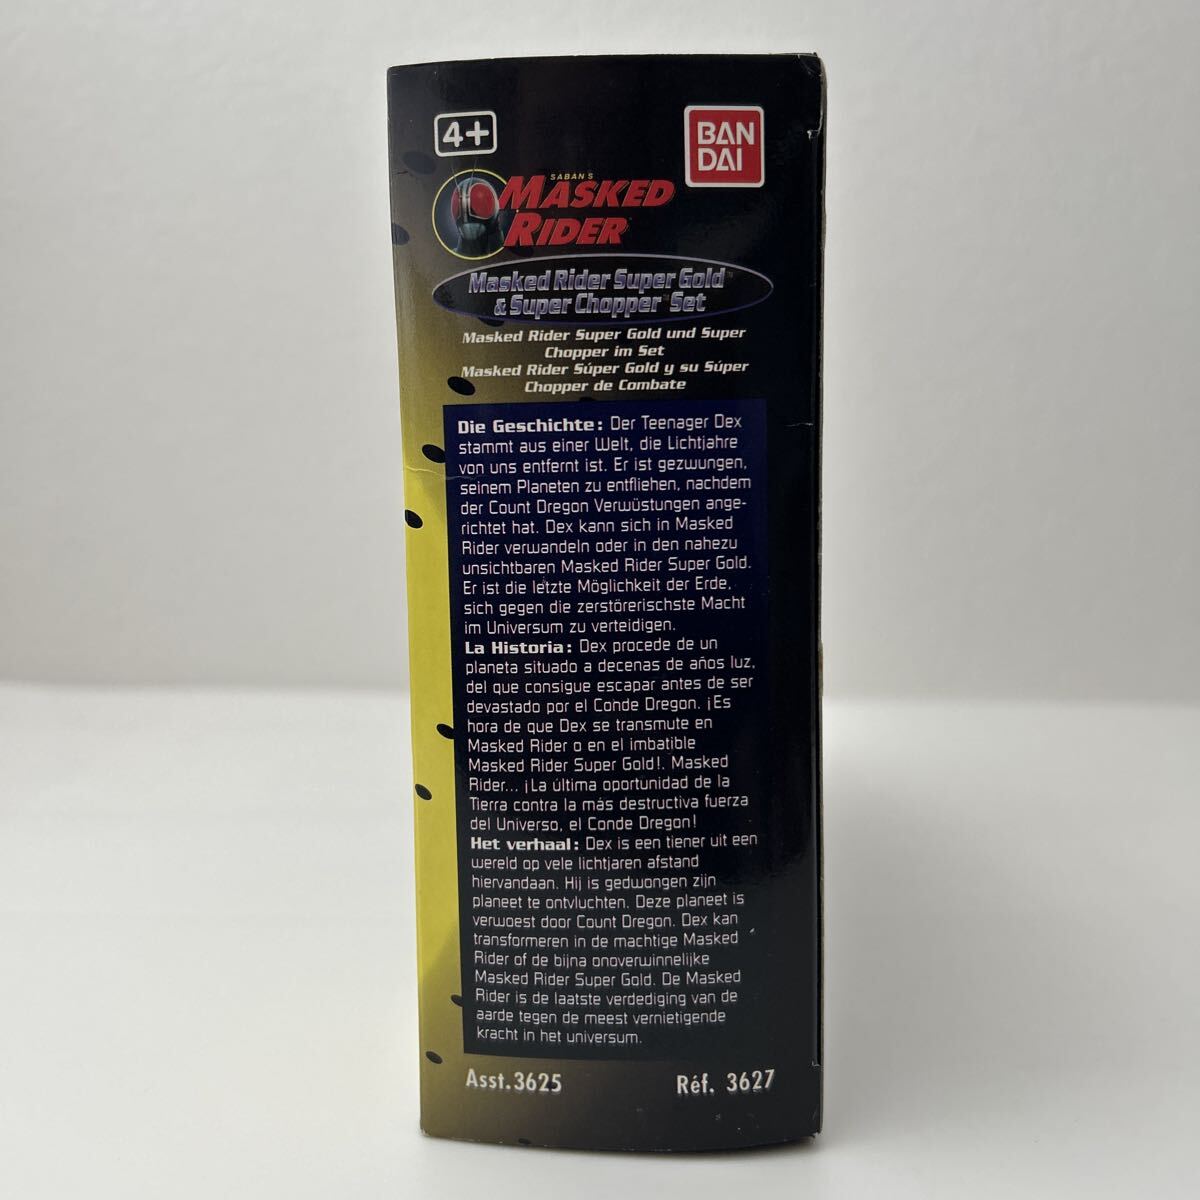 4+
BAN
DAI
SABAN'S
MASKED
RIDER
Masked Rider Super Gold™
& Super Chopper™ Set
Masked Rider Super Gold und Super
Chopper im Set
Masked Rider Súper Gold y su Súper
Chopper de Combate
Die Geschichte: Der Teenager Dex
stammt aus einer Welt, die Lichtjahre
von uns entfernt ist. Er ist gezwungen,
seinem Planeten zu entfliehen, nachdem
der Count Dregon Verwüstungen ange-
richtet hat. Dex kann sich in Masked
Rider verwandeln oder in den nahezu
unsichtbaren Masked Rider Super Gold.
Er ist die letzte Möglichkeit der Erde,
sich gegen die zerstörerischste Macht
im Universum zu verteidigen.
La Historia: Dex procede de un
planeta situado a decenas de años luz,
del que consigue escapar antes de ser
devastado por el Conde Dregon. ¡Es
hora de que Dex se transmute en
Masked Rider o en el imbatible
Masked Rider Super Gold!. Masked
Rider... ¡La última oportunidad de la
Tierra contra la más destructiva fuerza
del Universo, el Conde Dregon!
Het verhaal: Dex is een tiener uit een
wereld op vele lichtjaren afstand
hiervandaan. Hij is gedwongen zijn
planeet te ontvluchten. Deze planeet is
verwoest door Count Dregon. Dex kan
transformeren in de machtige Masked
Rider of de bijna onoverwinnelijke
Masked Rider Super Gold. De Masked
Rider is de laatste verdediging van de
aarde tegen de meest vernietigende
kracht in het universum.
Asst.3625
Réf. 3627